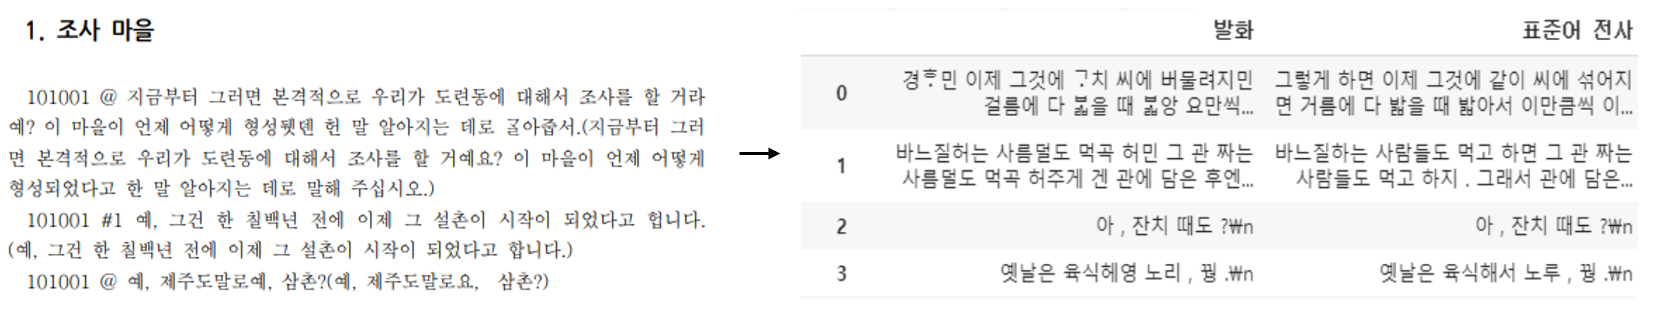 1. 조사 마을
101001 @ 지금부터 그러면 본격적으로 우리가 도련동에 대해서 조사를 할 거라
예? 이 마을이 언제 어떻게 형성뒛덴 헌 말 알아지는 데로 ᄀᆞᆯ아줍서.(지금부터 그러
면 본격적으로 우리가 도련동에 대해서 조사를 할 거예요? 이 마을이 언제 어떻게
형성되었다고 한 말 알아지는 데로 말해 주십시오.)
101001 #1 예, 그건 한 칠백년 전에 이제 그 설촌이 시작이 되었다고 헙니다.
(예, 그건 한 칠백년 전에 이제 그 설촌이 시작이 되었다고 합니다.)
101001 @ 예, 제주도말로예, 삼촌?(예, 제주도말로요, 삼촌?)
발화 표준어 전사
0 경ᄒᆞ민 이제 그것에 ᄀᆞ치 씨에 버물려지민 그렇게 하면 이제 그것에 같이 씨에 섞어지
걸름에 다 ᄇᆞᆲ을 때 ᄇᆞᆲ앙 요만씩... 면 거름에 다 밟을 때 밟아서 이만큼씩 이...
1 바느질허는 사름덜도 먹곡 허민 그 관 짜는 바느질하는 사람들도 먹고 하면 그 관 짜는
사름덜도 먹곡 허주게 겐 관에 담은 후엔... 사람들도 먹고 하지 . 그래서 관에 담은...
2 아 , 잔치 때도 ?₩n 아 , 잔치 때도 ?₩n
3 옛날은 육식헤영 노리 , 꿩 .₩n 옛날은 육식해서 노루 , 꿩 .₩n